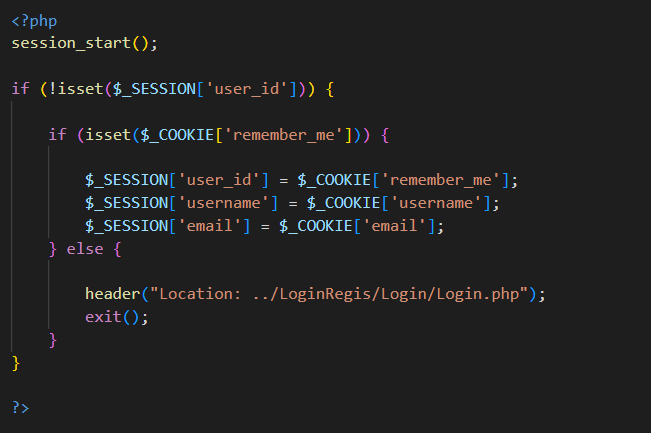 <?php
session_start();
if (!isset($_SESSION['user_id'])) {
if (isset($_COOKIE['remember_me'])) {
$_SESSION['user_id'] = $_COOKIE['remember_me'];
$_SESSION['username'] = $_COOKIE['username'];
$_SESSION['email'] = $_COOKIE['email'];
} else {
header("Location: ../LoginRegis/Login/Login.php");
exit();
}
}
?>